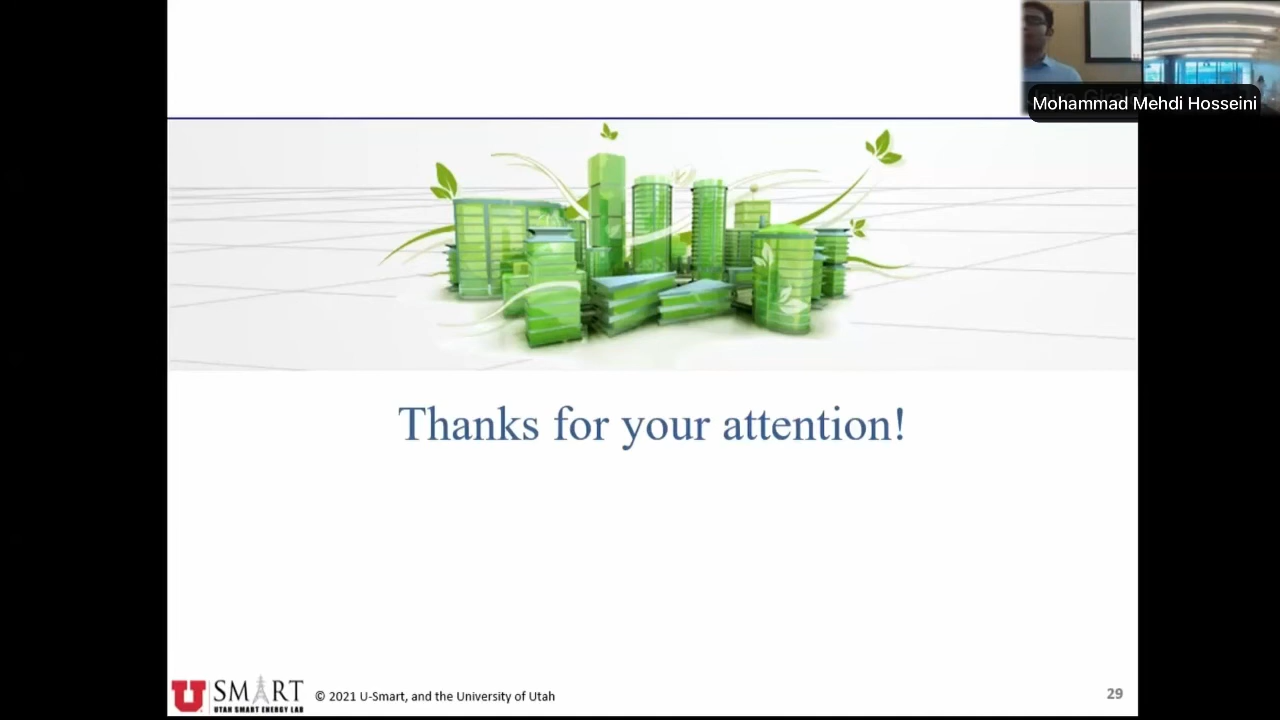 Mohammad Mehdi Hosseini
Thanks for your attention!
U SMART
UTAH SMART ENERGY LAB
© 2021 U-Smart, and the University of Utah
29